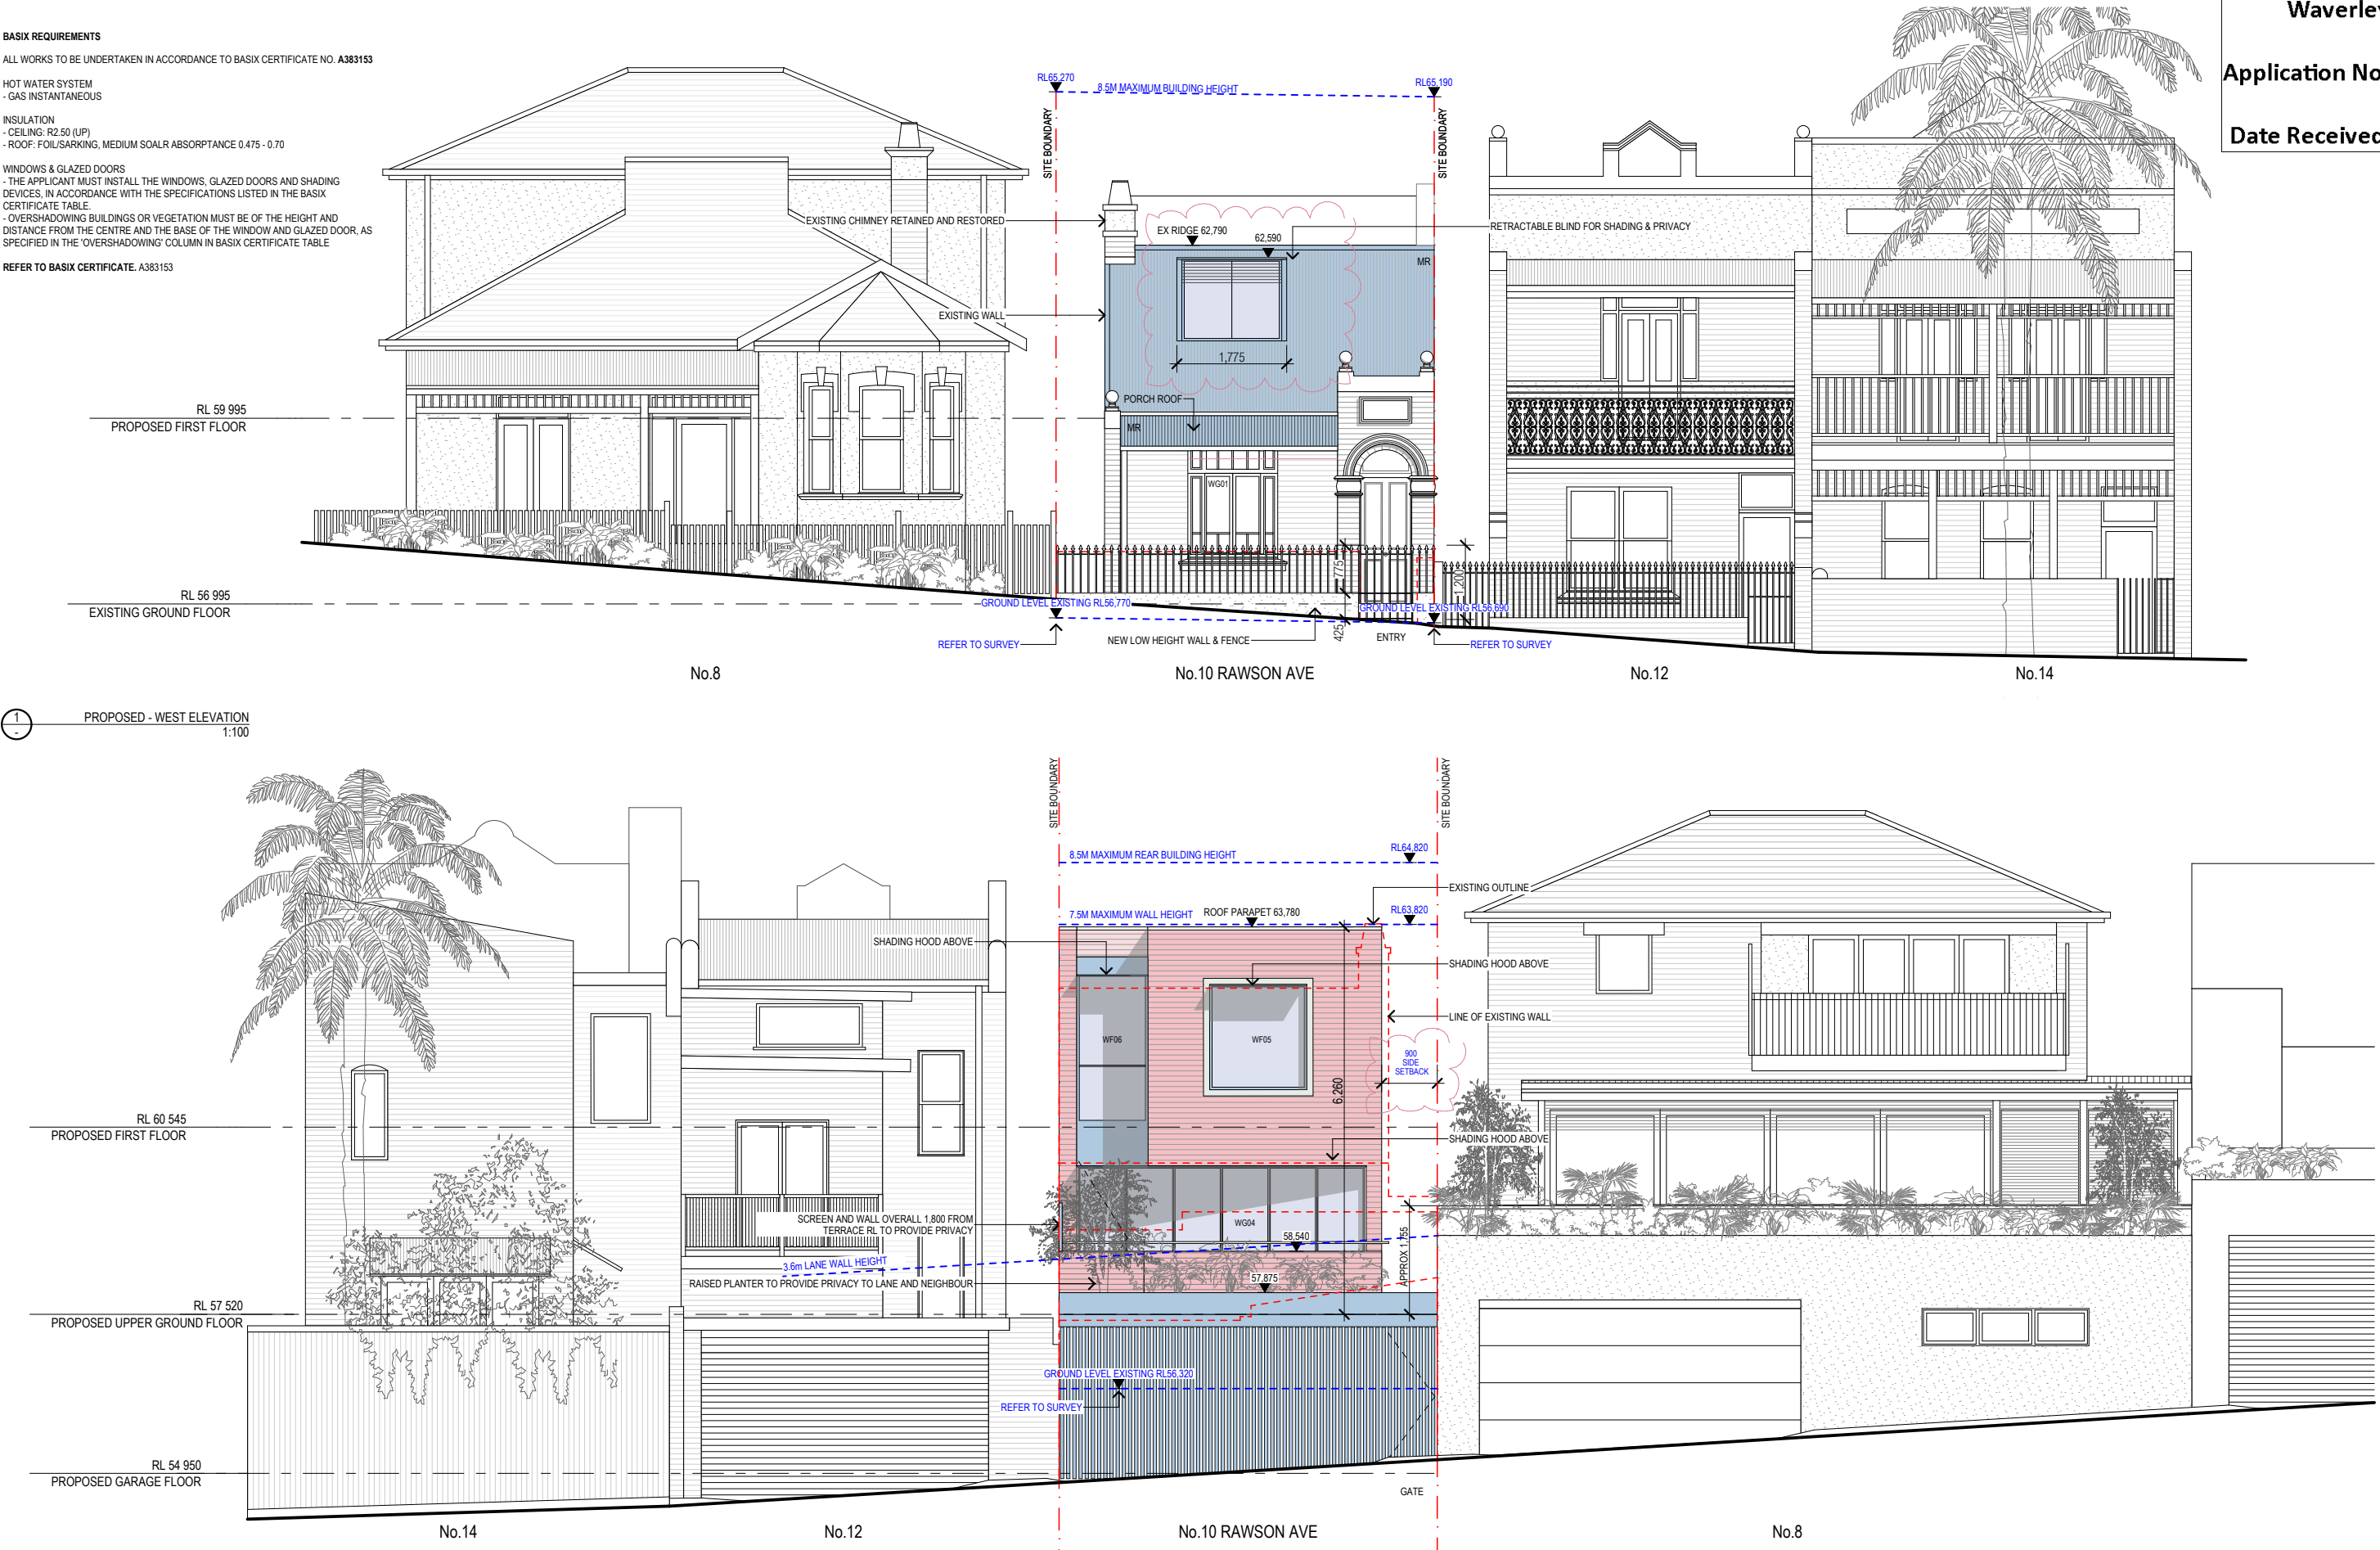 Waverley
Application No
Date Received
BASIX REQUIREMENTS
ALL WORKS TO BE UNDERTAKEN IN ACCORDANCE TO BASIX CERTIFICATE NO. A383153
HOT WATER SYSTEM
- GAS INSTANTANEOUS
INSULATION
- CEILING: R2.50 (UP)
- ROOF: FOIL/SARKING, MEDIUM SOALR ABSORPTANCE 0.475 - 0.70
WINDOWS & GLAZED DOORS
- THE APPLICANT MUST INSTALL THE WINDOWS, GLAZED DOORS AND SHADING
DEVICES, IN ACCORDANCE WITH THE SPECIFICATIONS LISTED IN THE BASIX
CERTIFICATE TABLE.
- OVERSHADOWING BUILDINGS OR VEGETATION MUST BE OF THE HEIGHT AND
DISTANCE FROM THE CENTRE AND THE BASE OF THE WINDOW AND GLAZED DOOR, AS
SPECIFIED IN THE 'OVERSHADOWING' COLUMN IN BASIX CERTIFICATE TABLE
REFER TO BASIX CERTIFICATE. A383153
RL65,270
8.5M MAXIMUM BUILDING HEIGHT
RL65,190
SITE BOUNDARY
SITE BOUNDARY
EXISTING CHIMNEY RETAINED AND RESTORED
EX RIDGE 62,790
62,590
RETRACTABLE BLIND FOR SHADING & PRIVACY
MR
EXISTING WALL
1,775
PORCH ROOF
MR
RL 59 995
PROPOSED FIRST FLOOR
WG01
775
1,200
425
RL 56 995
EXISTING GROUND FLOOR
GROUND LEVEL EXISTING RL56,770
GROUND LEVEL EXISTING RL56,690
REFER TO SURVEY
NEW LOW HEIGHT WALL & FENCE
ENTRY
REFER TO SURVEY
No.8
No.10 RAWSON AVE
No.12
No.14
1
-
PROPOSED - WEST ELEVATION
1:100
SITE BOUNDARY
SITE BOUNDARY
8.5M MAXIMUM REAR BUILDING HEIGHT
RL64,820
EXISTING OUTLINE
7.5M MAXIMUM WALL HEIGHT
ROOF PARAPET 63,780
RL63,820
SHADING HOOD ABOVE
SHADING HOOD ABOVE
LINE OF EXISTING WALL
WF06
WF05
900
SIDE
SETBACK
6,260
RL 60 545
PROPOSED FIRST FLOOR
SHADING HOOD ABOVE
SCREEN AND WALL OVERALL 1,800 FROM
TERRACE RL TO PROVIDE PRIVACY
WG04
58,540
APPROX 1,755
3.6m LANE WALL HEIGHT
RAISED PLANTER TO PROVIDE PRIVACY TO LANE AND NEIGHBOUR
57,875
RL 57 520
PROPOSED UPPER GROUND FLOOR
GROUND LEVEL EXISTING RL56,320
REFER TO SURVEY
RL 54 950
PROPOSED GARAGE FLOOR
GATE
No.14
No.12
No.10 RAWSON AVE
No.8